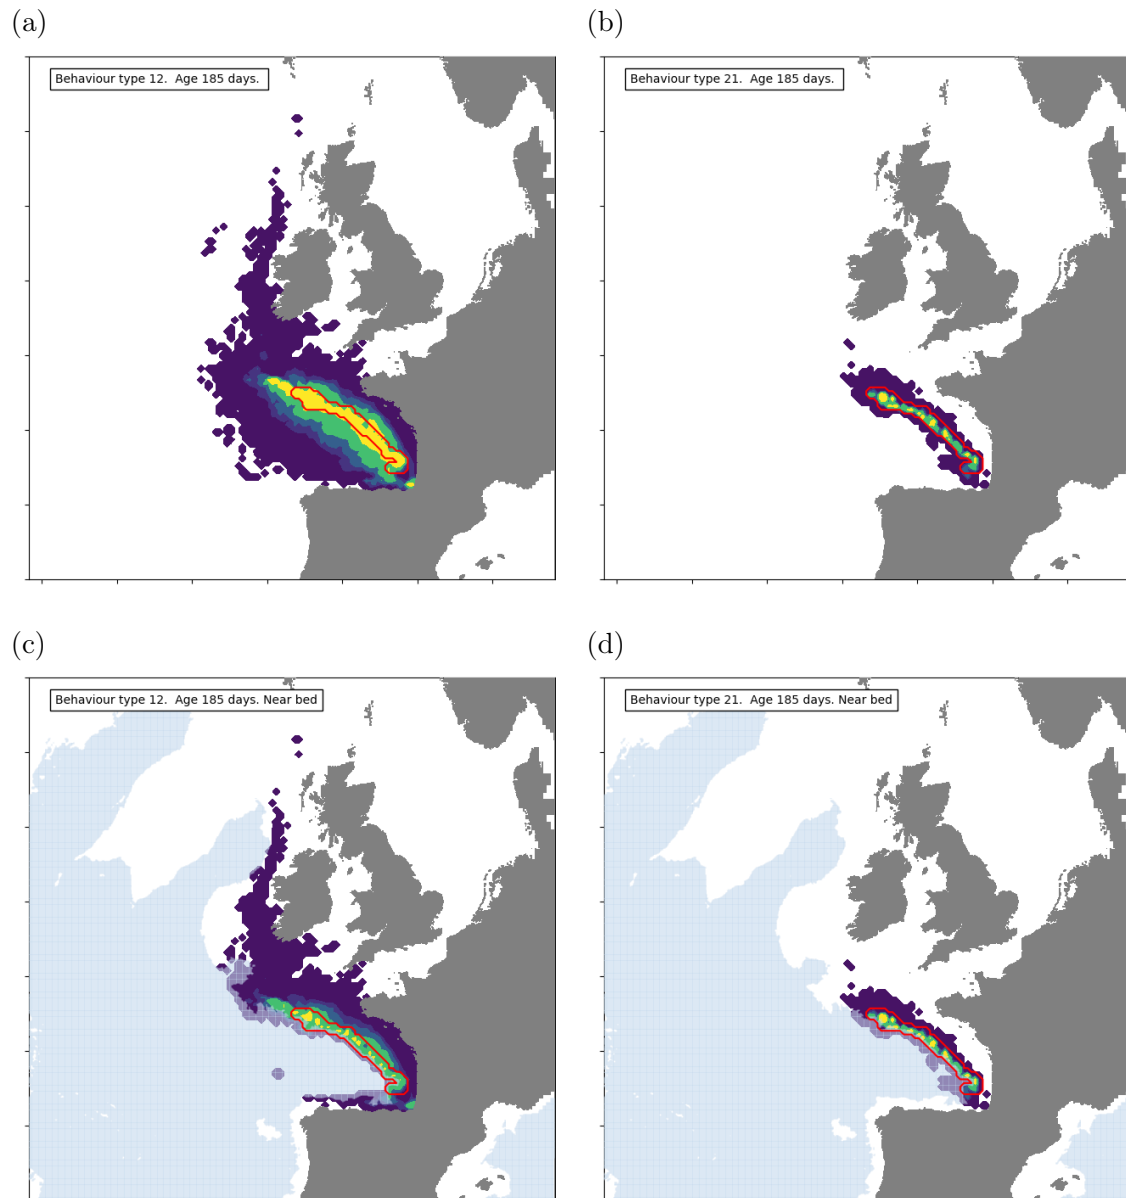 (a)
(b)
Behaviour type 12.  Age 185 days.
Behaviour type 21.  Age 185 days.
(c)
(d)
Behaviour type 12.  Age 185 days. Near bed
Behaviour type 21.  Age 185 days. Near bed